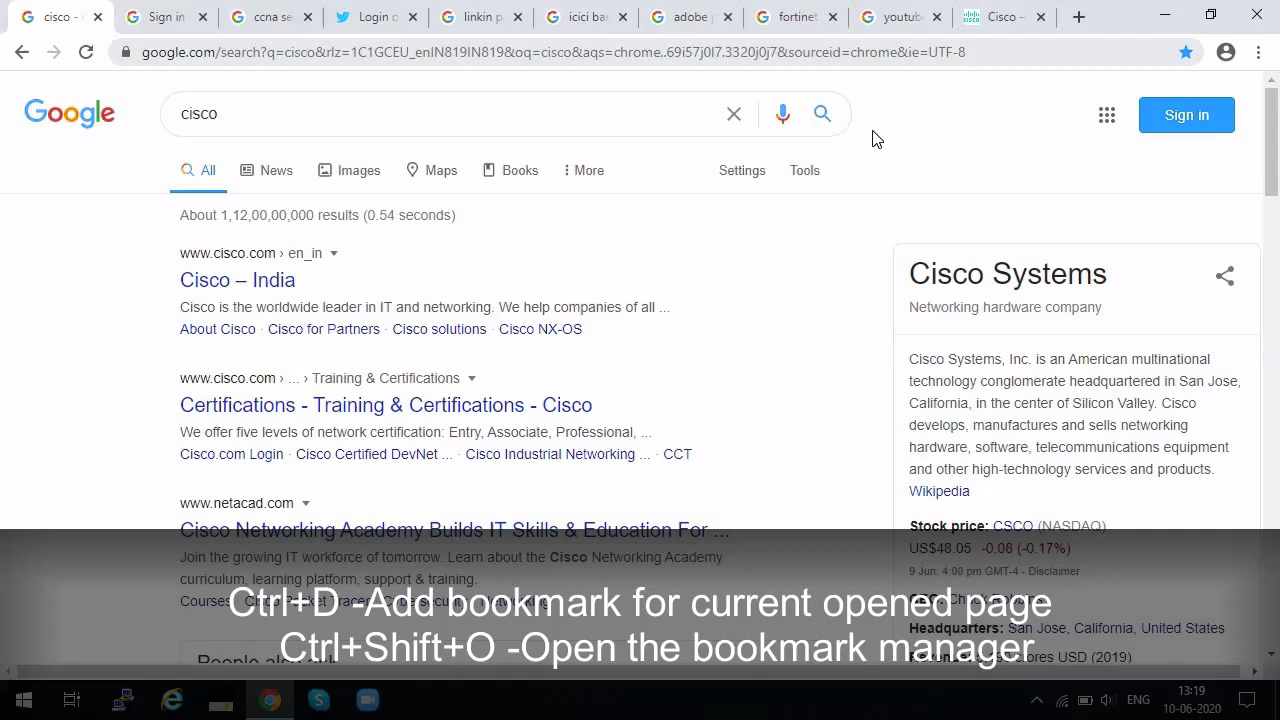 cisco -
Sign in
ccna se
Login o
linkin p
icici ba
adobe p
fortinet
youtub
Cisco –
google.com/search?q=cisco&rlz=1C1GCEU_enIN819IN819&oq=cisco&aqs=chrome..69i57j0l7.3320j0j7&sourceid=chrome&ie=UTF-8
Google
cisco
Sign in
All
News
Images
Maps
Books
More
Settings
Tools
About 1,12,00,00,000 results (0.54 seconds)
www.cisco.com › en_in
Cisco – India
Cisco is the worldwide leader in IT and networking. We help companies of all ...
About Cisco · Cisco for Partners · Cisco solutions · Cisco NX-OS
www.cisco.com › ... › Training & Certifications
Certifications - Training & Certifications - Cisco
We offer five levels of network certification: Entry, Associate, Professional, ...
Cisco.com Login · Cisco Certified DevNet ... · Cisco Industrial Networking ... · CCT
www.netacad.com
Cisco Networking Academy Builds IT Skills & Education For ...
Join the growing IT workforce of tomorrow. Learn about the Cisco Networking Academy
curriculum, learning platform, support & training.
Courses
Cisco Systems
Networking hardware company
Cisco Systems, Inc. is an American multinational
technology conglomerate headquartered in San Jose,
California, in the center of Silicon Valley. Cisco
develops, manufactures and sells networking
hardware, software, telecommunications equipment
and other high-technology services and products.
Wikipedia
Stock price: CSCO (NASDAQ)
US$48.05 -0.08 (-0.17%)
9 Jun, 4:00 pm GMT-4 - Disclaimer
Headquarters: San Jose, California, United States
crores USD (2019)
Ctrl+D -Add bookmark for current opened page
Ctrl+Shift+O -Open the bookmark manager
ENG
13:19
10-06-2020